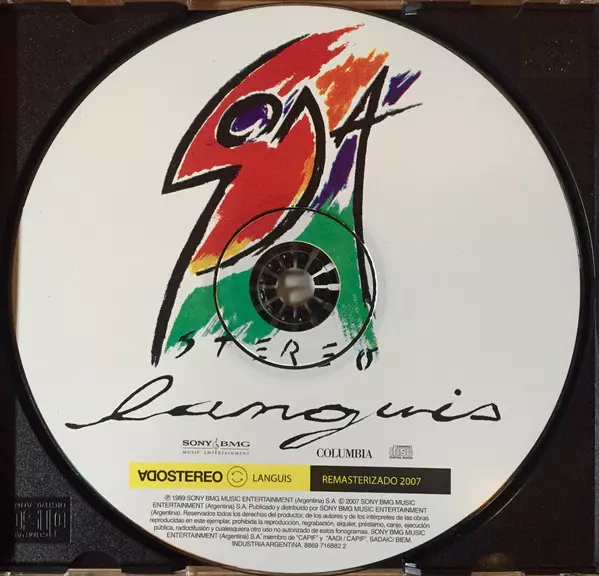 SODA
STEREO
Languis
SONY BMG
MUSIC ENTERTAINMENT
COLUMBIA
COMPACT
disc
DIGITAL AUDIO
ADOSTEREO LANGUIS REMASTERIZADO 2007
℗ 1989 SONY BMG MUSIC ENTERTAINMENT (Argentina) S.A. © 2007 SONY BMG MUSIC
ENTERTAINMENT (Argentina) S.A. Publicado y distribuido por SONY BMG MUSIC ENTERTAINMENT
(Argentina). Reservados todos los derechos del productor, de los autores y de los intérpretes de las obras
reproducidas en este ejemplar, prohibida la reproducción, regrabación, alquiler, préstamo, canje, ejecución
pública, radiodifusión y cualesquiera otro uso no autorizado de estos fonogramas. SONY BMG MUSIC
ENTERTAINMENT (Argentina) S.A. miembro de "CAPIF" y "AADI / CAPIF". SADAIC/ BIEM.
INDUSTRIA ARGENTINA. 8869 716882 2